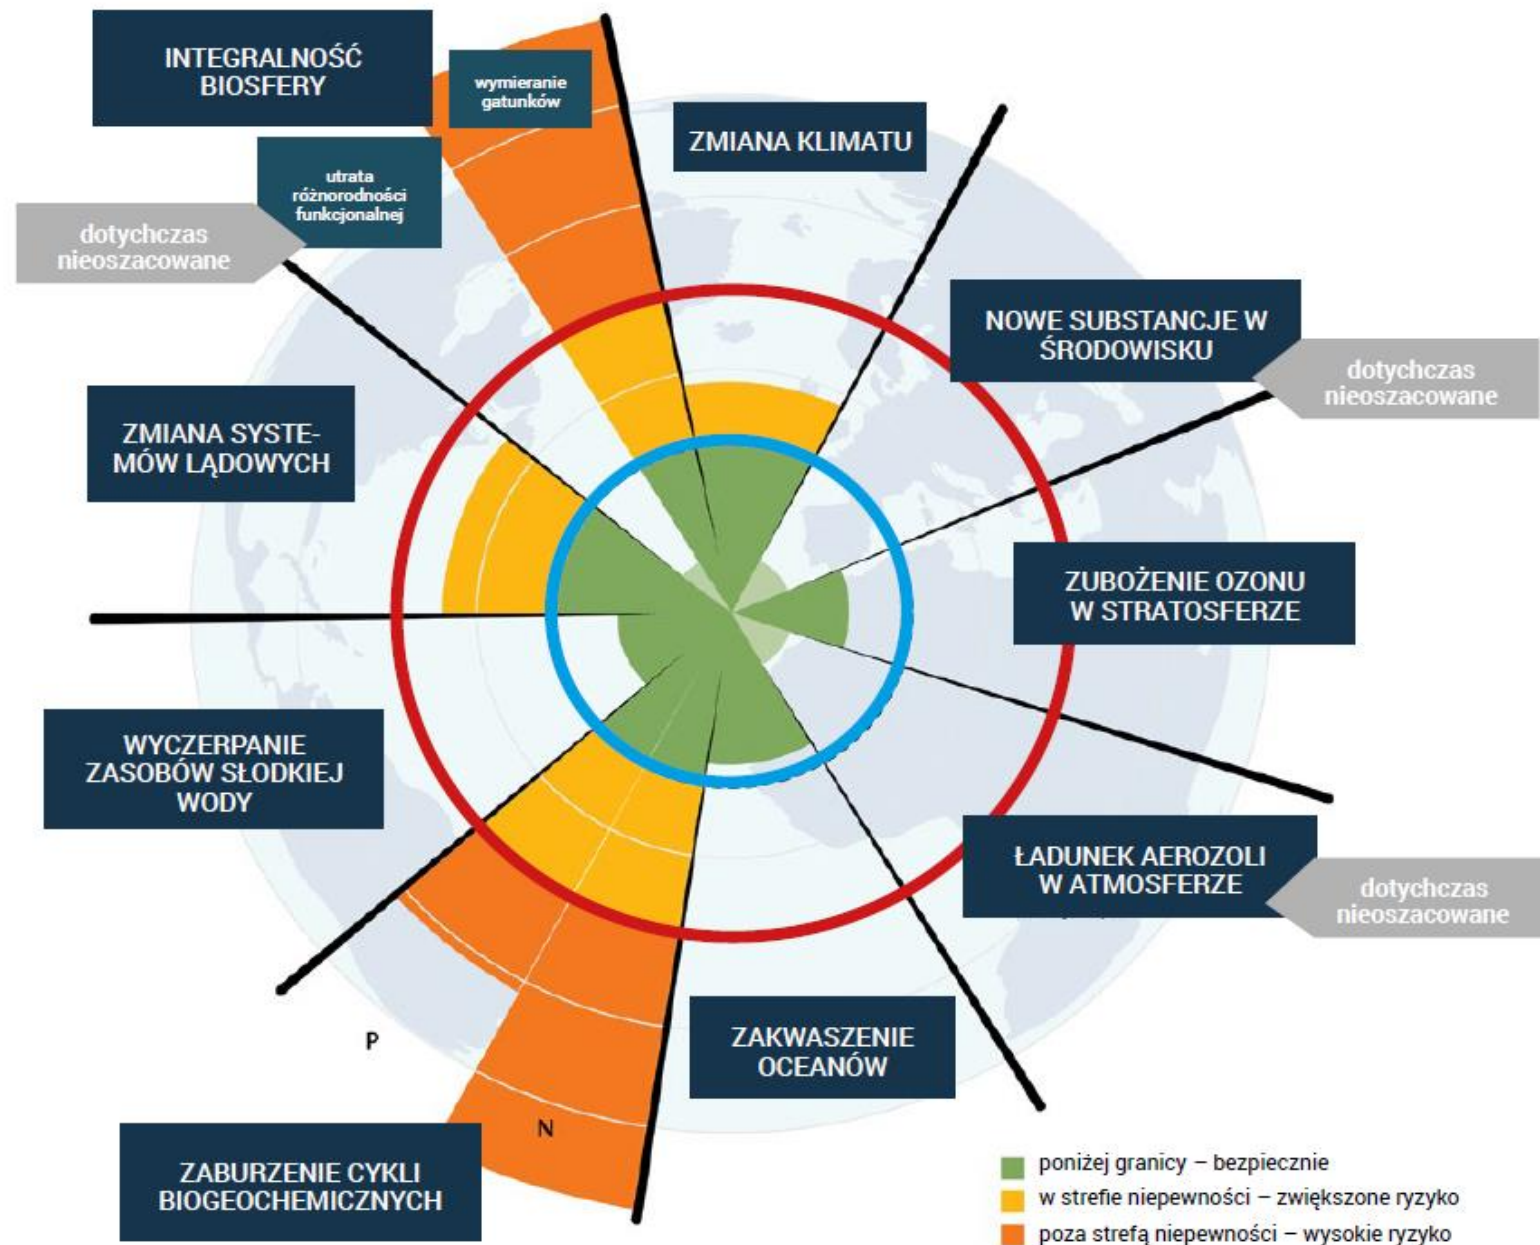 INTEGRALNOŚĆ
BIOSFERY
wymieranie
gatunków
utrata
różnorodności
funkcjonalnej
dotychczas
nieoszacowane
ZMIANA KLIMATU
NOWE SUBSTANCJE W
ŚRODOWISKU
dotychczas
nieoszacowane
ZMIANA SYSTE-
MÓW LĄDOWYCH
ZUBOŻENIE OZONU
W STRATOSFERZE
WYCZERPANIE
ZASOBÓW SŁODKIEJ
WODY
ŁADUNEK AEROZOLI
W ATMOSFERZE
dotychczas
nieoszacowane
P
N
ZAKWASZENIE
OCEANÓW
ZABURZENIE CYKLI
BIOGEOCHEMICZNYCH
poniżej granicy – bezpiecznie
w strefie niepewności – zwiększone ryzyko
poza strefą niepewności – wysokie ryzyko